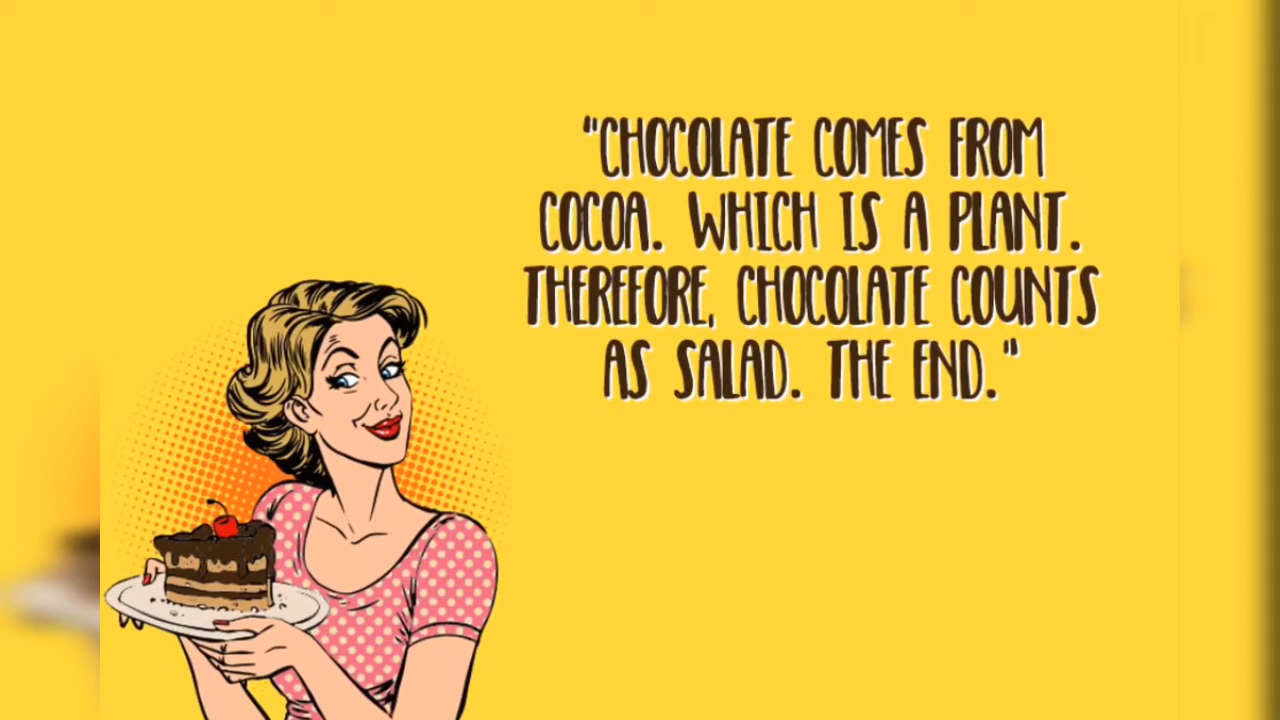 "CHOCOLATE COMES FROM
COCOA. WHICH IS A PLANT.
THEREFORE, CHOCOLATE COUNTS
AS SALAD. THE END."